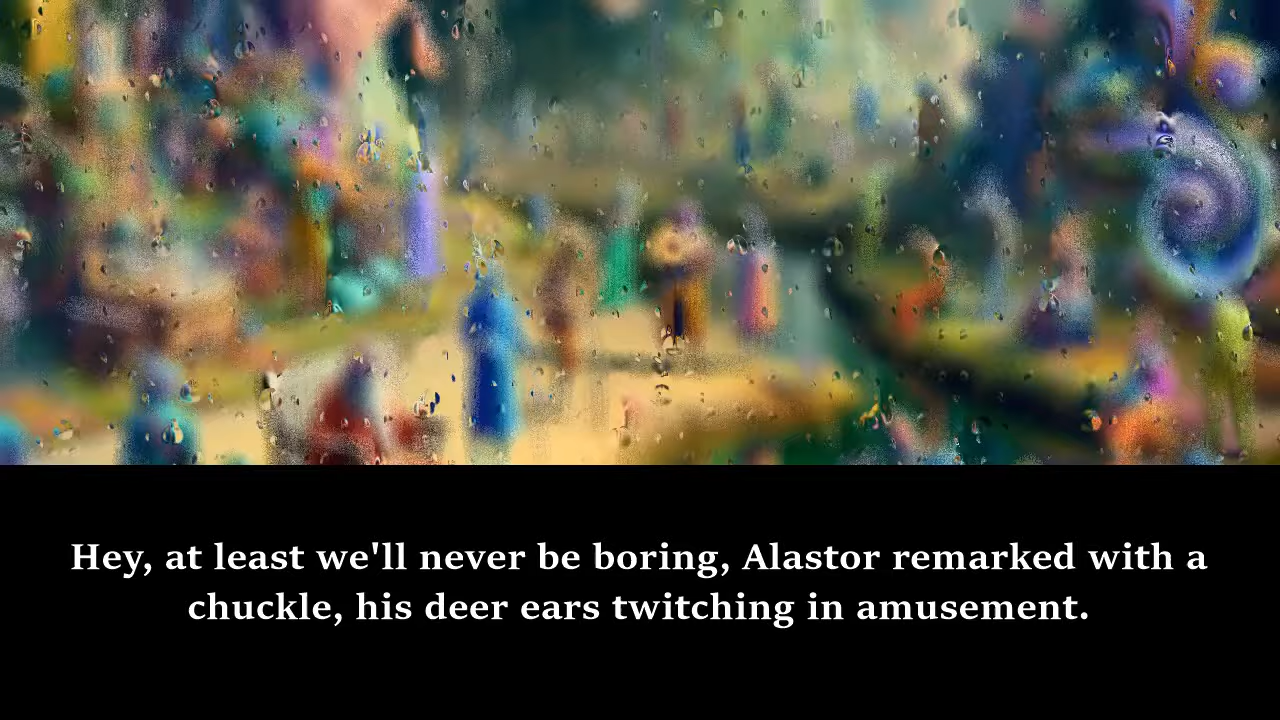 Hey, at least we'll never be boring, Alastor remarked with a
chuckle, his deer ears twitching in amusement.